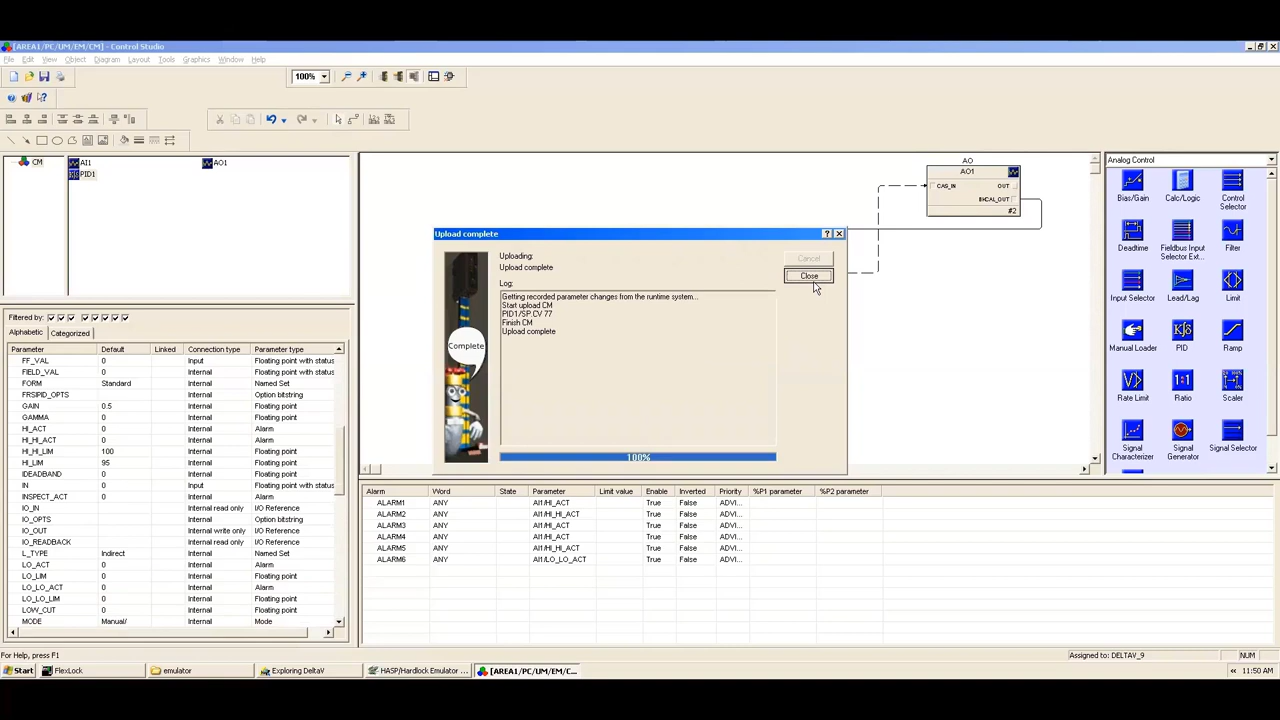 [AREA1/PC/UM/EM/CM] - Control Studio
File Edit View Object Diagram Layout Tools Graphics Window Help
100%
CM
AI1
AO1
PID1
AO
AO1
CAS_IN
OUT
BKCAL_OUT
#2
Analog Control
Bias/Gain
Calc/Logic
Control
Selector
Deadtime
Fieldbus Input
Selector Ext...
Filter
Input Selector
Lead/Lag
Limit
Manual Loader
PID
Ramp
Rate Limit
Ratio
Scaler
Signal
Characterizer
Signal
Generator
Signal Selector
Upload complete
Uploading:
Upload complete
Cancel
Close
Log:
Getting recorded parameter changes from the runtime system...
Start upload CM
PID1/SP.CV 77
Finish CM
Upload complete
Complete
100%
Filtered by:
Alphabetic Categorized
Parameter Default Linked Connection type Parameter type
FF_VAL 0 Input Floating point with status
FIELD_VAL 0 Internal Floating point with status
FORM Standard Internal Named Set
FRSIPID_OPTS Internal Option bitstring
GAIN 0.5 Internal Floating point
GAMMA 0 Internal Floating point
HI_ACT 0 Internal Alarm
HI_HI_ACT 0 Internal Alarm
HI_HI_LIM 100 Internal Floating point
HI_LIM 95 Internal Floating point
IDEADBAND 0 Internal Floating point
IN 0 Input Floating point with status
INSPECT_ACT 0 Internal Alarm
IO_IN Internal read only I/O Reference
IO_OPTS Internal Option bitstring
IO_OUT Internal write only I/O Reference
IO_READBACK Internal read only I/O Reference
L_TYPE Indirect Internal Named Set
LO_ACT 0 Internal Alarm
LO_LIM 0 Internal Floating point
LO_LO_ACT 0 Internal Alarm
LO_LO_LIM 0 Internal Floating point
LOW_CUT 0 Internal Floating point
MODE Manual/ Internal Mode
Alarm Word State Parameter Limit value Enable Inverted Priority %P1 parameter %P2 parameter
ALARM1 ANY AI1/HI_ACT True False ADVI...
ALARM2 ANY AI1/HI_HI_ACT True False ADVI...
ALARM3 ANY AI1/HI_ACT True False ADVI...
ALARM4 ANY AI1/HI_ACT True False ADVI...
ALARM5 ANY AI1/HI_HI_ACT True False ADVI...
ALARM6 ANY AI1/LO_LO_ACT True False ADVI...
For Help, press F1
Assigned to: DELTAV_9
NUM
Start FlexLock emulator Exploring DeltaV HASP/Hardlock Emulator ... [AREA1/PC/UM/EM/C... « 11:50 AM